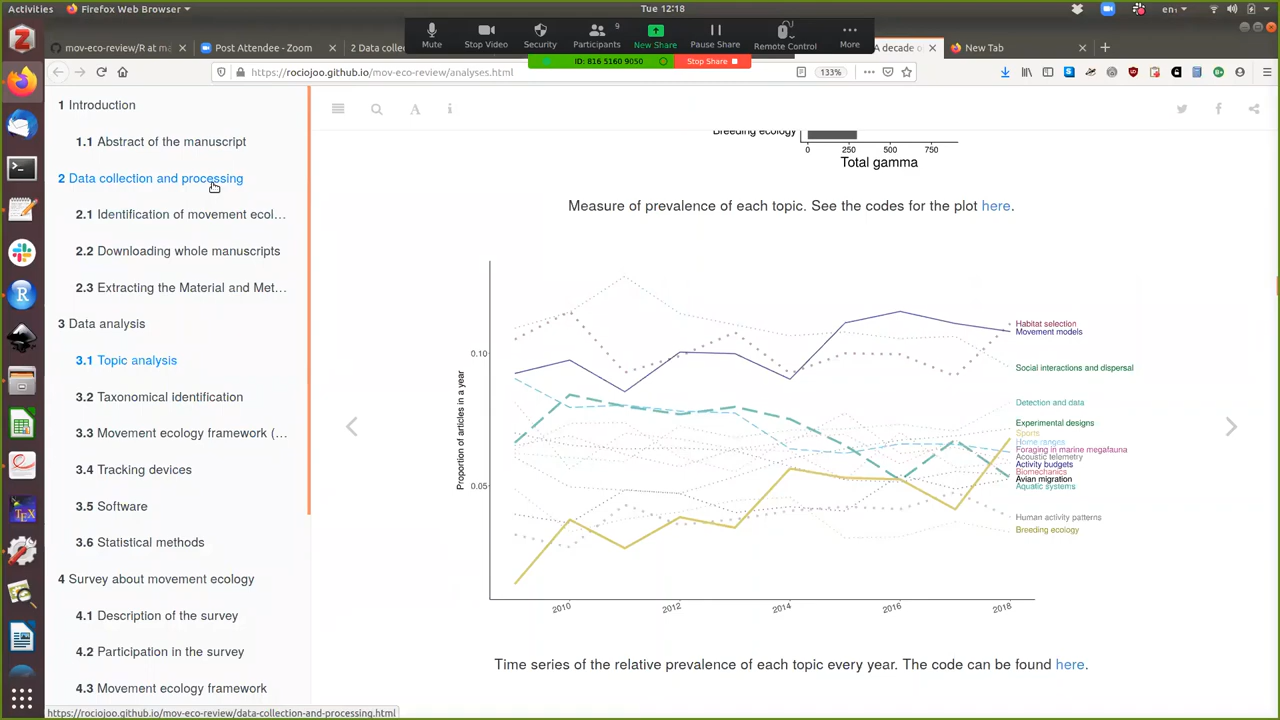 Activities
Firefox Web Browser
Tue 12:18
en
mov-eco-review/R at ma
Post Attendee - Zoom
2 Data collec
A decade o
New Tab
Mute
Stop Video
Security
Participants
9
New Share
Pause Share
Remote Control
More
ID: 816 5160 9050
Stop Share
https://rociojoo.github.io/mov-eco-review/analyses.html
133%
1 Introduction
1.1 Abstract of the manuscript
2 Data collection and processing
2.1 Identification of movement ecol...
2.2 Downloading whole manuscripts
2.3 Extracting the Material and Met...
3 Data analysis
3.1 Topic analysis
3.2 Taxonomical identification
3.3 Movement ecology framework (...
3.4 Tracking devices
3.5 Software
3.6 Statistical methods
4 Survey about movement ecology
4.1 Description of the survey
4.2 Participation in the survey
4.3 Movement ecology framework
https://rociojoo.github.io/mov-eco-review/data-collection-and-processing.html
Breeding ecology
0 250 500 750
Total gamma
Measure of prevalence of each topic. See the codes for the plot here.
Proportion of articles in a year
0.10
0.05
2010 2012 2014 2016 2018
Habitat selection
Movement models
Social interactions and dispersal
Detection and data
Experimental designs
Sports
Home ranges
Foraging in marine megafauna
Acoustic telemetry
Activity budgets
Biomechanics
Avian migration
Aquatic systems
Human activity patterns
Breeding ecology
Time series of the relative prevalence of each topic every year. The code can be found here.